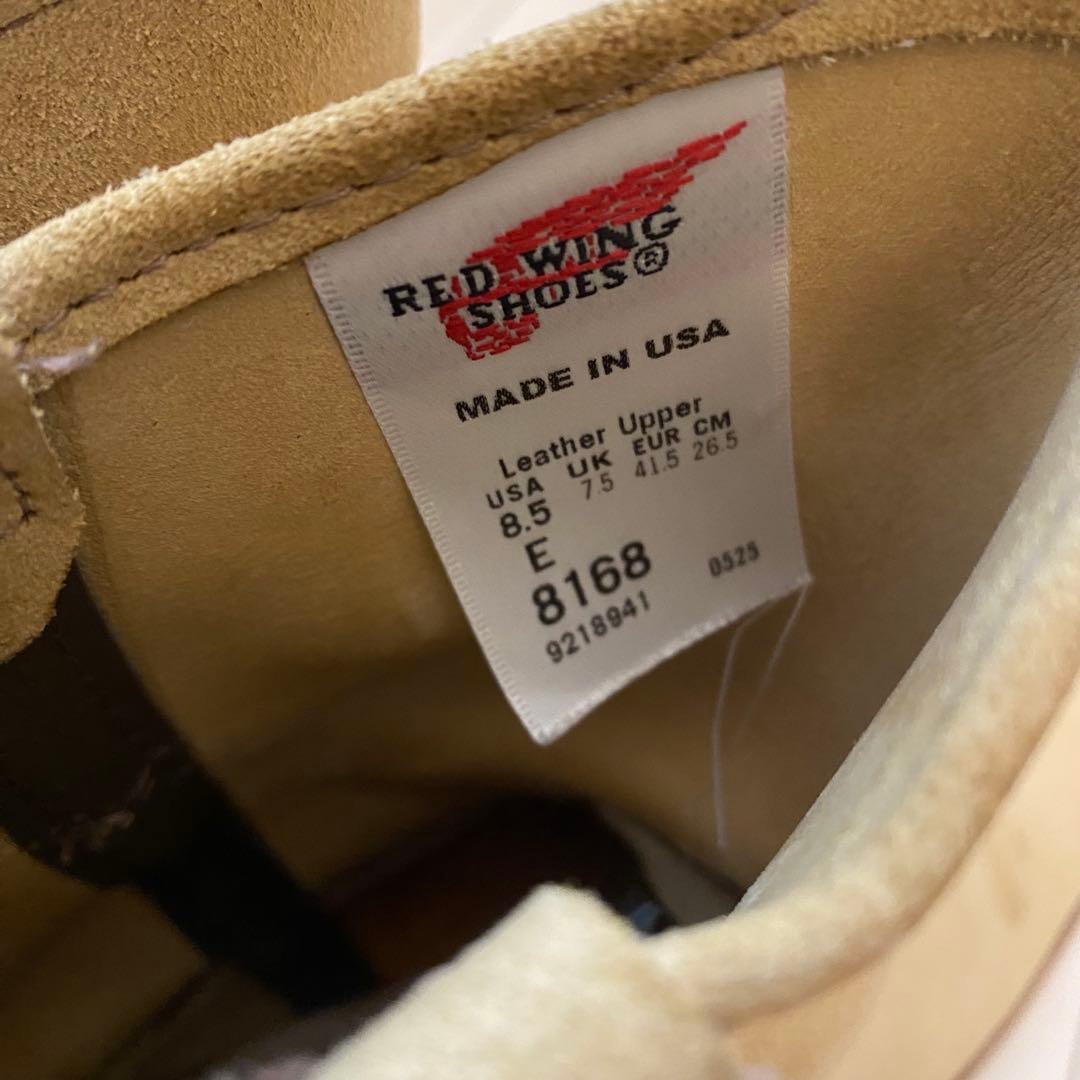 RED WING
SHOES®
MADE IN USA
Leather Upper
USA UK EUR CM
8.5 7.5 41.5 26.5
E
8168 0525
9218941